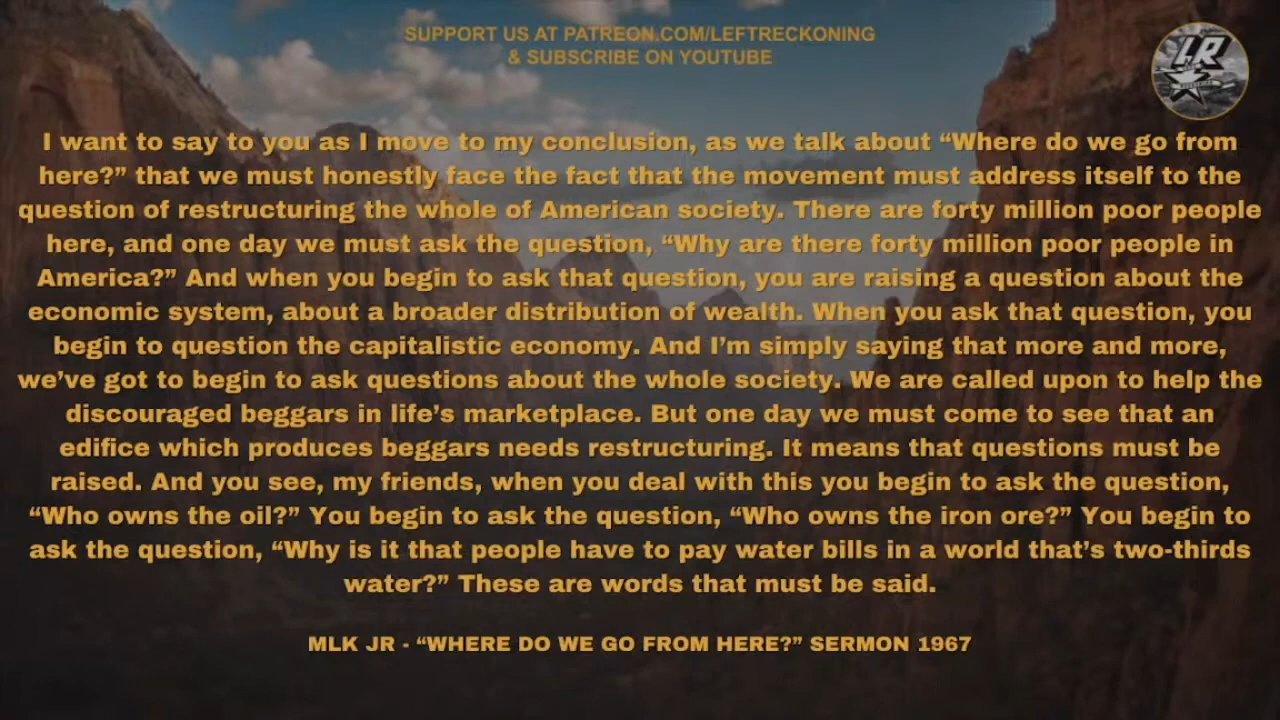 SUPPORT US AT PATREON.COM/LEFTRECKONING
& SUBSCRIBE ON YOUTUBE
LR
I want to say to you as I move to my conclusion, as we talk about “Where do we go from
here?” that we must honestly face the fact that the movement must address itself to the
question of restructuring the whole of American society. There are forty million poor people
here, and one day we must ask the question, “Why are there forty million poor people in
America?” And when you begin to ask that question, you are raising a question about the
economic system, about a broader distribution of wealth. When you ask that question, you
begin to question the capitalistic economy. And I’m simply saying that more and more,
we’ve got to begin to ask questions about the whole society. We are called upon to help the
discouraged beggars in life’s marketplace. But one day we must come to see that an
edifice which produces beggars needs restructuring. It means that questions must be
raised. And you see, my friends, when you deal with this you begin to ask the question,
“Who owns the oil?” You begin to ask the question, “Who owns the iron ore?” You begin to
ask the question, “Why is it that people have to pay water bills in a world that’s two-thirds
water?” These are words that must be said.
MLK JR - “WHERE DO WE GO FROM HERE?” SERMON 1967